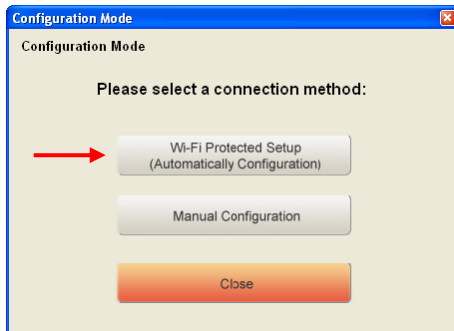 Configuration Mode
Configuration Mode
Please select a connection method:
Wi-Fi Protected Setup
(Automatically Configuration)
Manual Configuration
Close